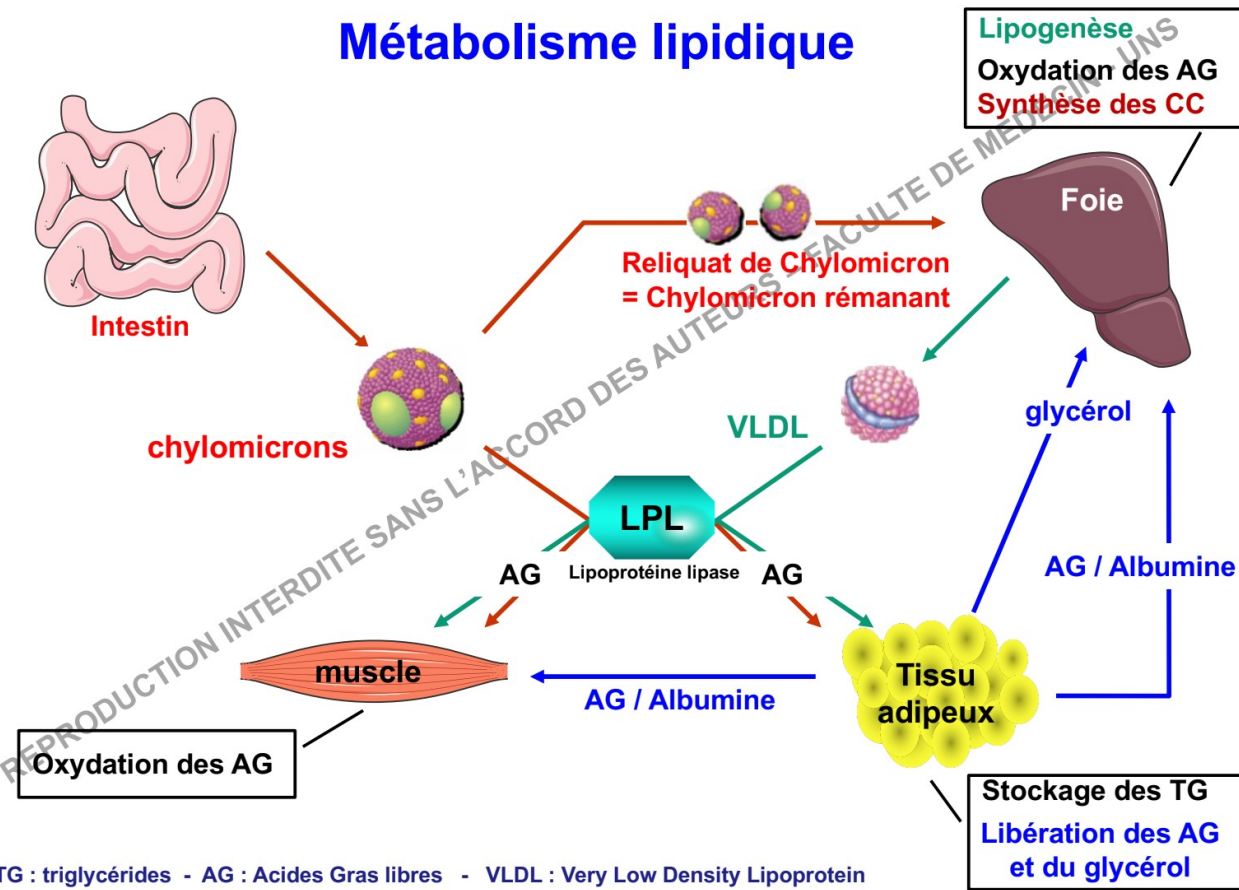 Métabolisme lipidique
Lipogenèse
Oxydation des AG
Synthèse des CC
Foie
Reliquat de Chylomicron
= Chylomicron rémanant
Intestin
chylomicrons
VLDL
glycérol
LPL
Lipoprotéine lipase
AG
AG
AG / Albumine
muscle
AG / Albumine
Tissu
adipeux
Oxydation des AG
Stockage des TG
Libération des AG
et du glycérol
TG : triglycérides - AG : Acides Gras libres - VLDL : Very Low Density Lipoprotein
REPRODUCTION INTERDITE SANS L'ACCORD DES AUTEURS - FACULTE DE MEDECIN - UNS